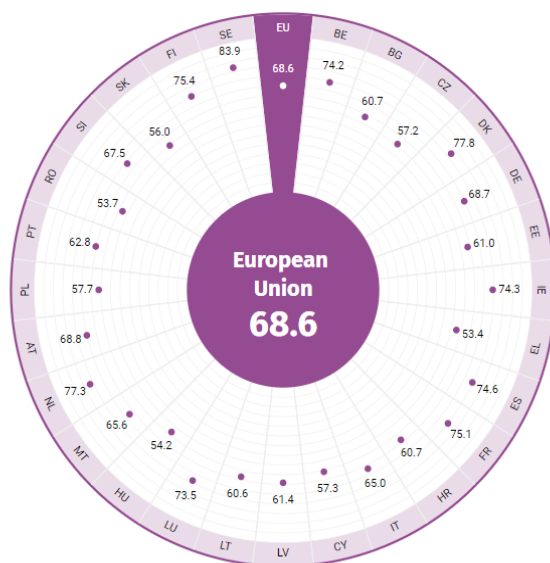 EU
68.6
BE
74.2
BG
60.7
CZ
57.2
DK
77.8
DE
68.7
EE
61.0
IE
74.3
EL
53.4
ES
74.6
FR
75.1
HR
60.7
IT
65.0
CY
57.3
LV
61.4
LT
60.6
LU
73.5
HU
54.2
MT
65.6
NL
77.3
AT
68.8
PL
57.7
PT
62.8
RO
53.7
SI
67.5
SK
56.0
FI
75.4
SE
83.9
European
Union
68.6